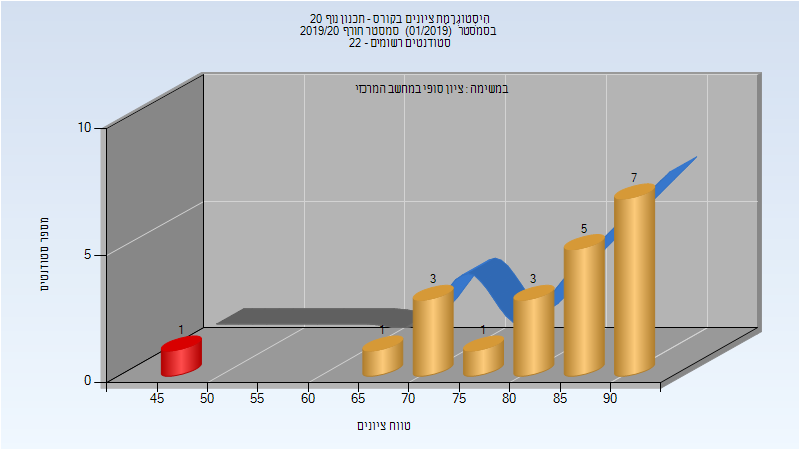 היסטוגרמת ציונים בקורס - תכנון נוף 20
בסמסטר (01/2019) סמסטר חורף 2019/20
סטודנטים רשומים - 22
במשימה : ציון סופי במחשב המרכזי
מספר סטודנטים
10
5
0
1
1
3
1
3
5
7
45 50 55 60 65 70 75 80 85 90
טווח ציונים